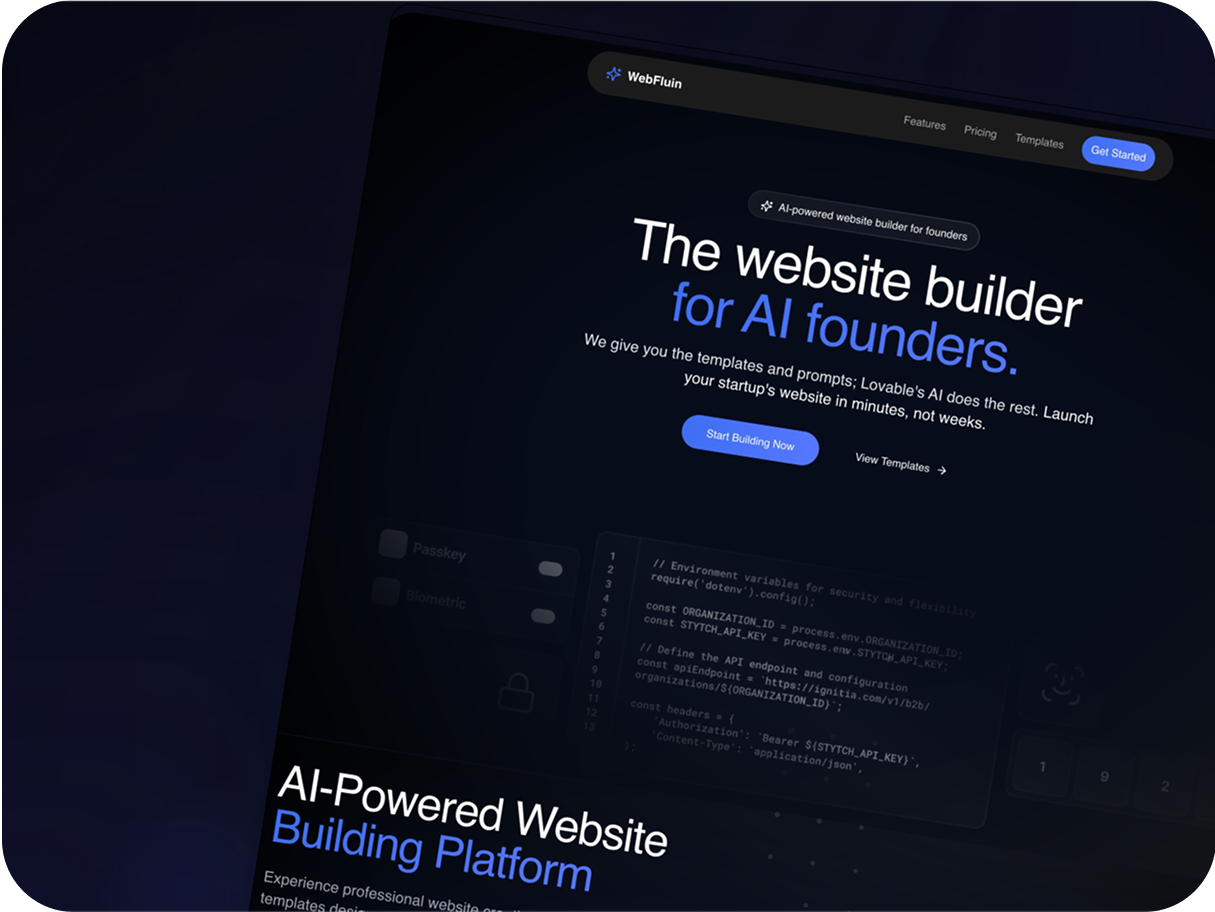 WebFluin
Features
Pricing
Templates
Get Started
AI-powered website builder for founders
The website builder
for AI founders.
We give you the templates and prompts; Lovable's AI does the rest. Launch
your startup's website in minutes, not weeks.
Start Building Now
View Templates →
Passkey
Biometric
1
2
3
4
5
6
7
8
9
10
11
12
13
// Environment variables for security and flexibility
require('dotenv').config();
const ORGANIZATION_ID = process.env.ORGANIZATION_ID;
const STYTCH_API_KEY = process.env.STYTCH_API_KEY;
// Define the API endpoint and configuration
const apiEndpoint = `https://ignitia.com/v1/b2b/
organizations/${ORGANIZATION_ID}`;
const headers = {
'Authorization': `Bearer ${STYTCH_API_KEY}`,
'Content-Type': `application/json`,
};
1
9
2
AI-Powered Website
Building Platform
Experience professional website
templates